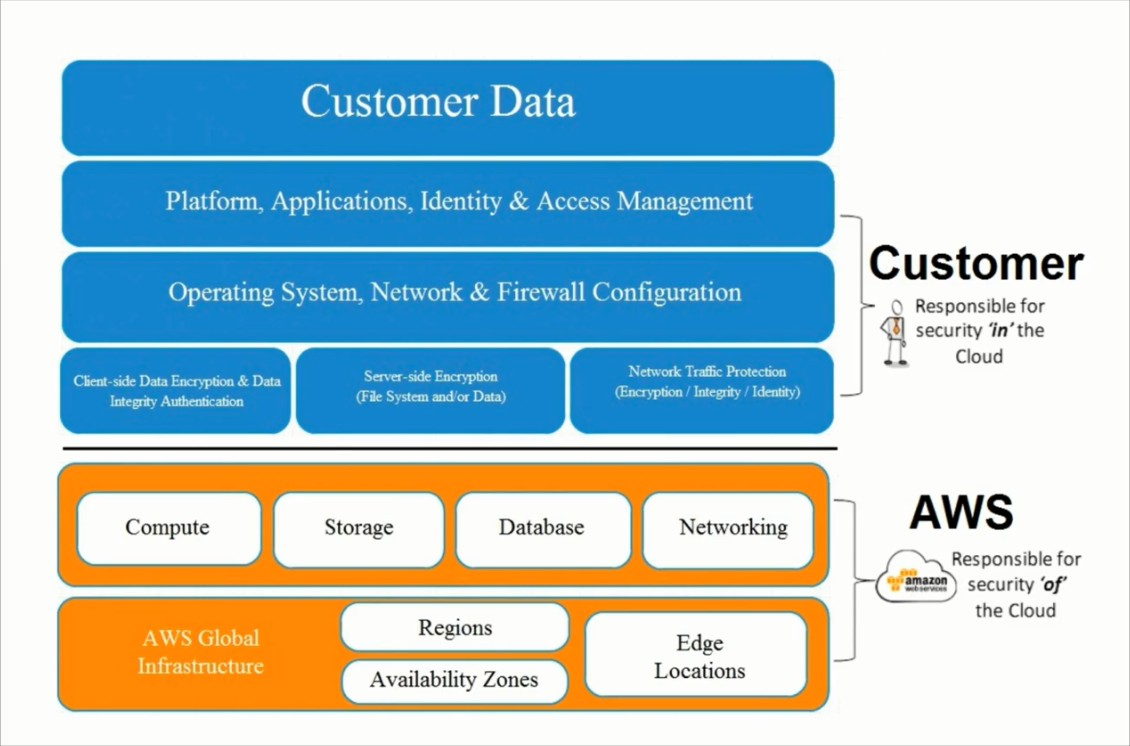 Customer Data
Platform, Applications, Identity & Access Management
Operating System, Network & Firewall Configuration
Client-side Data Encryption & Data
Integrity Authentication
Server-side Encryption
(File System and/or Data)
Network Traffic Protection
(Encryption / Integrity / Identity)
Customer
Responsible for
security 'in' the
Cloud
Compute
Storage
Database
Networking
AWS Global
Infrastructure
Regions
Availability Zones
Edge
Locations
AWS
amazon
web services
Responsible for
security 'of'
the Cloud